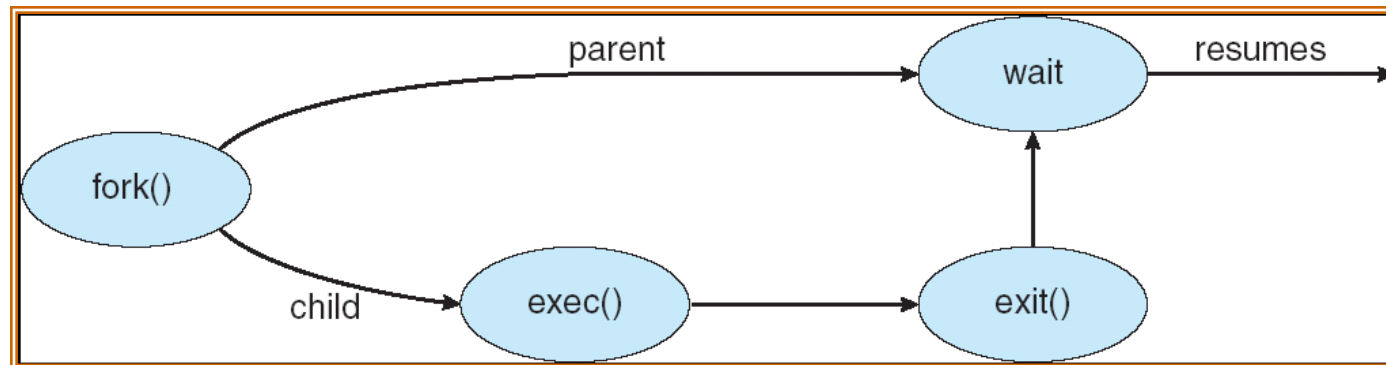 parent
wait
resumes
fork()
child
exec()
exit()